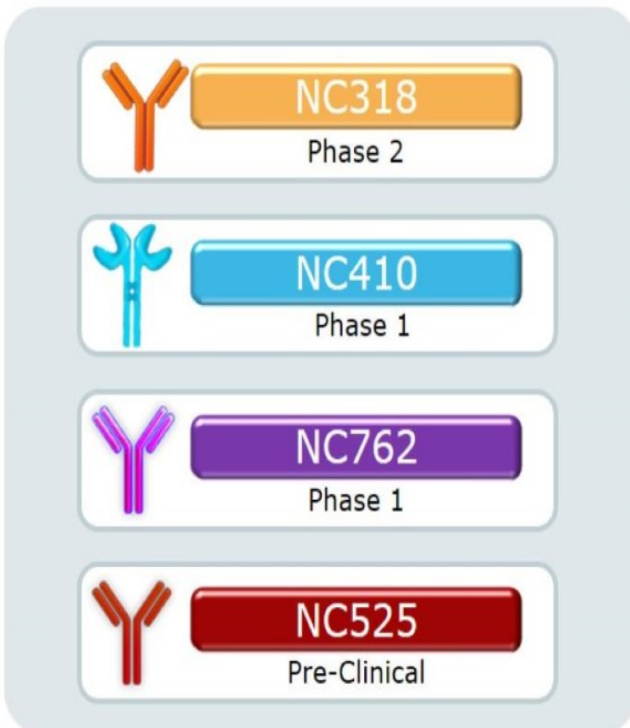 NC318
Phase 2
NC410
Phase 1
NC762
Phase 1
NC525
Pre-Clinical